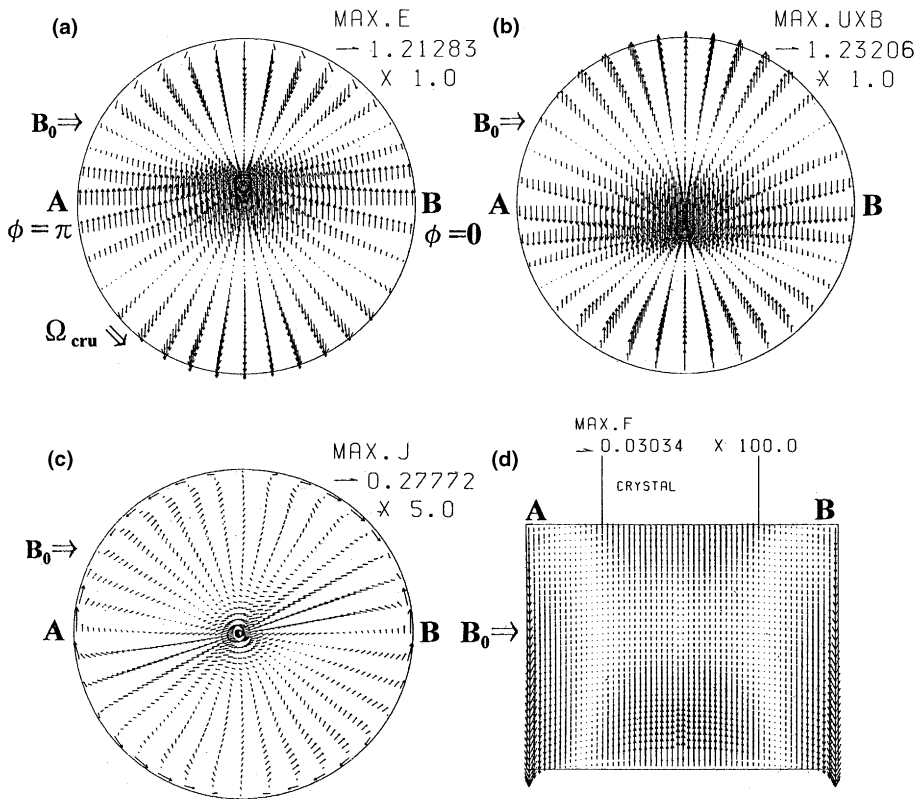 (a)
MAX.E
1.21283
X 1.0
B₀⇒
A
B
ϕ = π
ϕ = 0
Ω cru
(b)
MAX.UXB
1.23206
X 1.0
B₀⇒
A
B
(c)
MAX.J
0.27772
X 5.0
B₀⇒
A
B
(d)
MAX.F
0.03034 X 100.0
CRYSTAL
A
B
B₀⇒